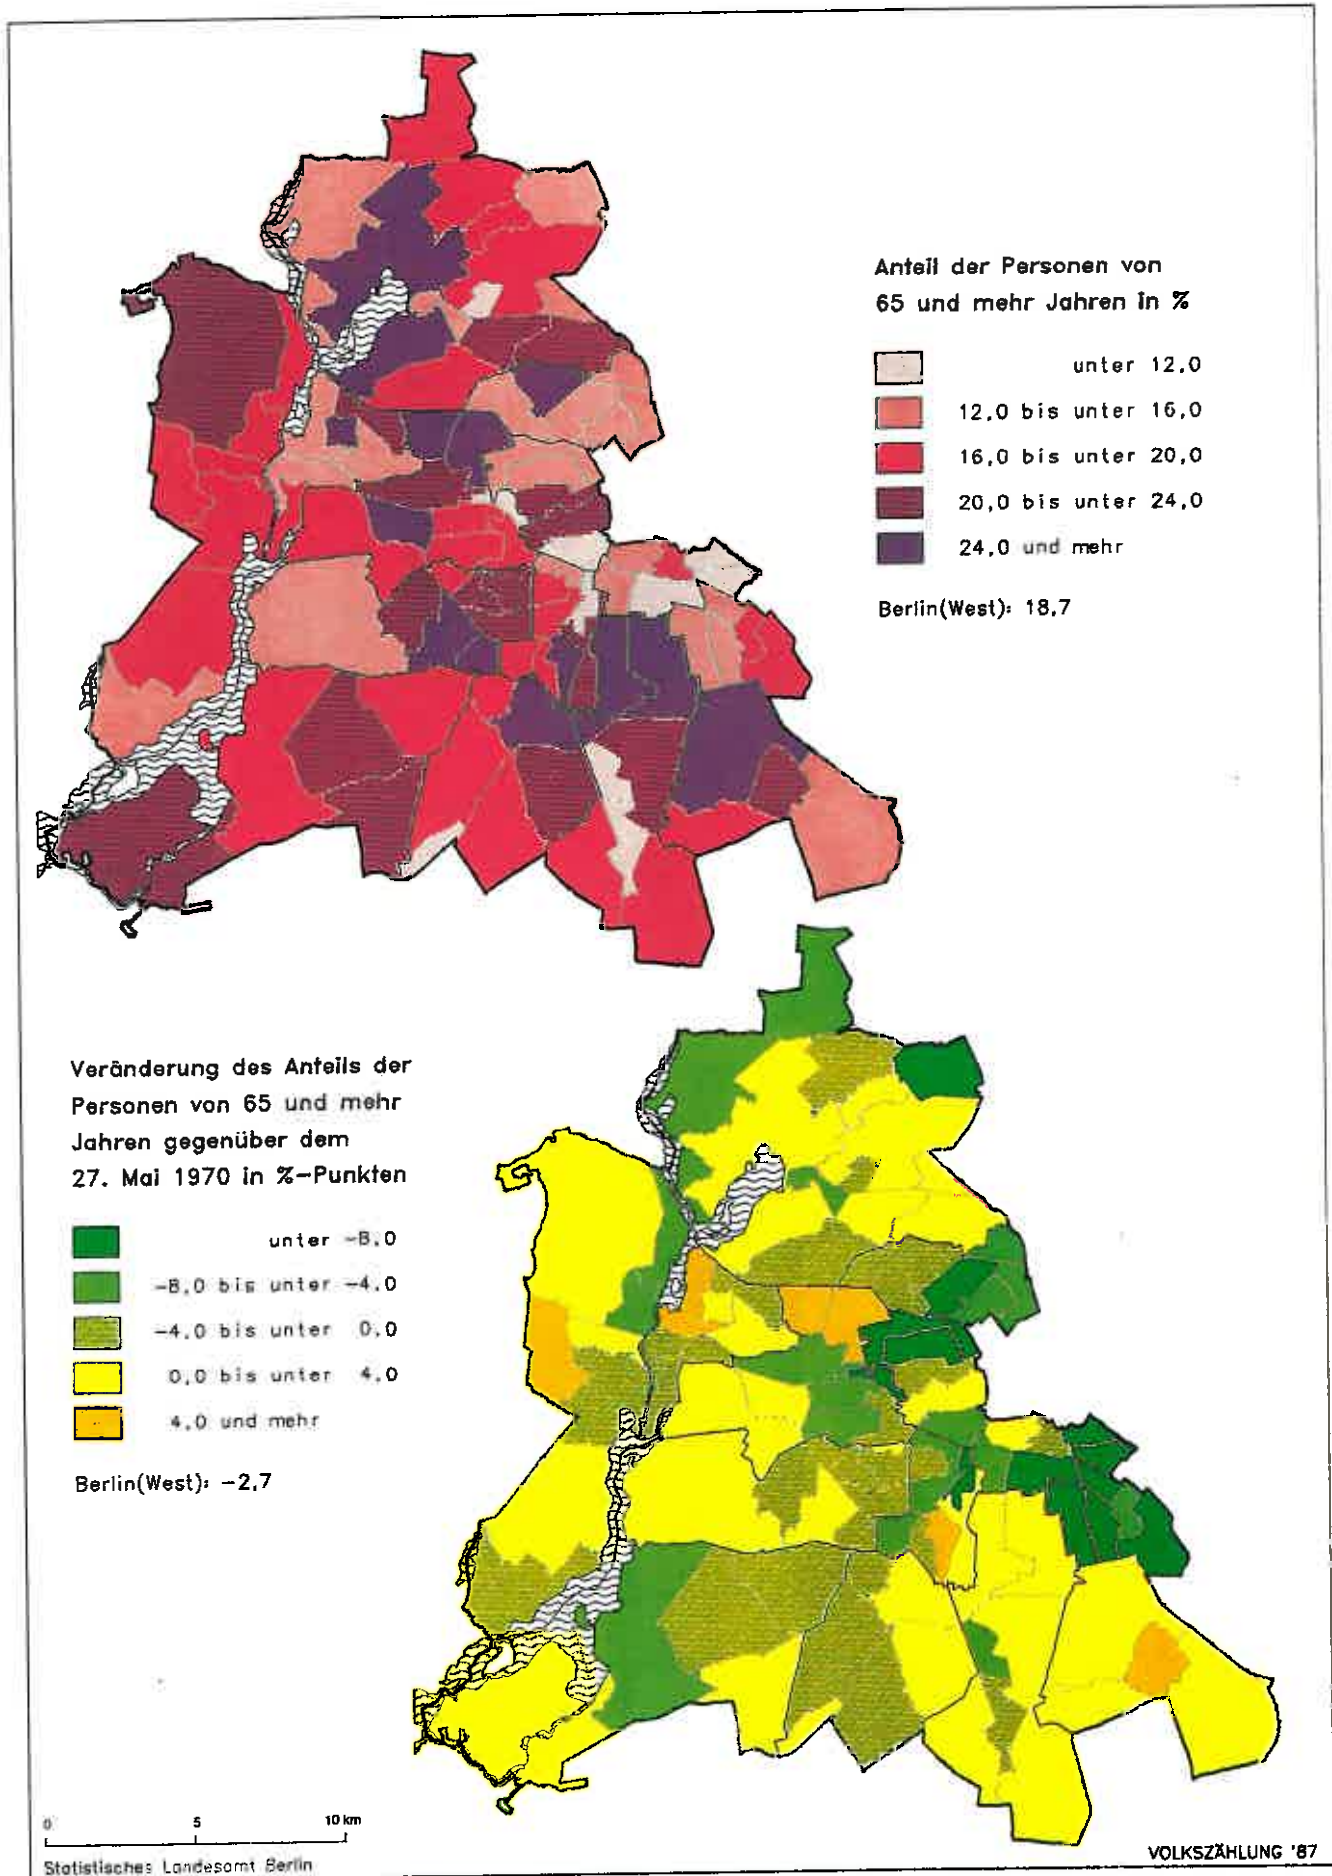 Anteil der Personen von
65 und mehr Jahren in %
unter 12,0
12,0 bis unter 16,0
16,0 bis unter 20,0
20,0 bis unter 24,0
24,0 und mehr
Berlin(West): 18,7
Veränderung des Anteils der
Personen von 65 und mehr
Jahren gegenüber dem
27. Mai 1970 in %-Punkten
unter -8,0
-8,0 bis unter -4,0
-4,0 bis unter 0,0
0,0 bis unter 4,0
4,0 und mehr
Berlin(West): -2,7
0 5 10 km
Statistisches Landesamt Berlin
VOLKSZÄHLUNG '87